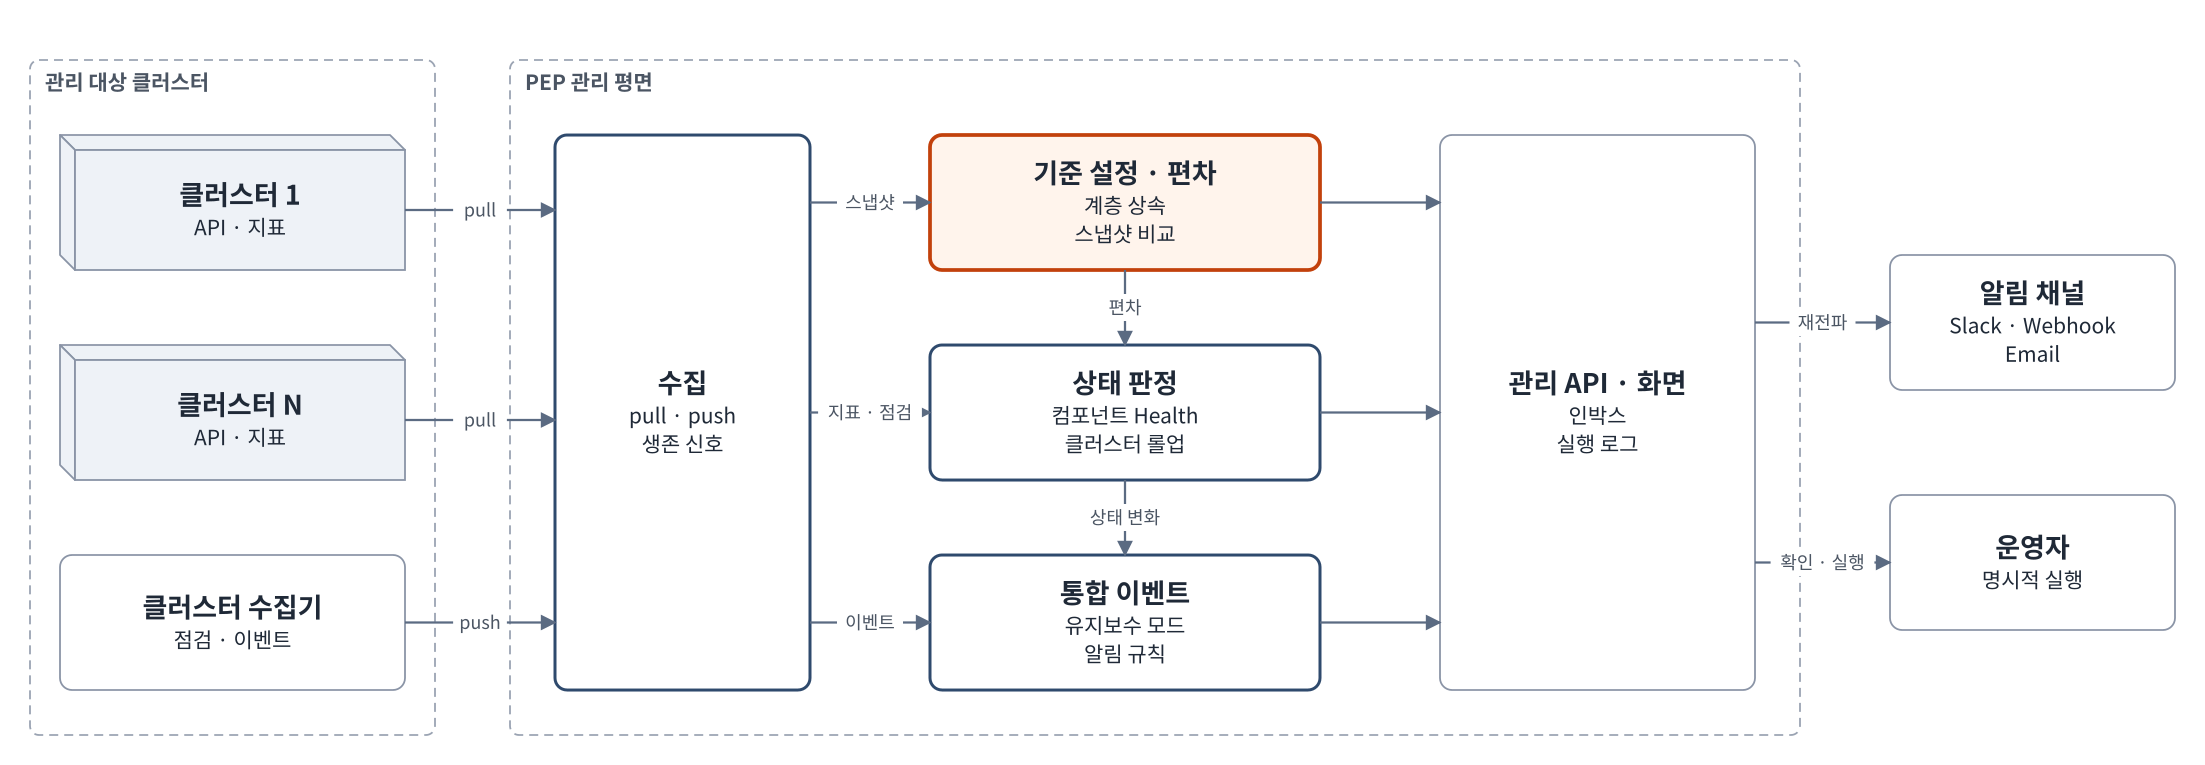 관리 대상 클러스터
클러스터 1
API · 지표
클러스터 N
API · 지표
클러스터 수집기
점검 · 이벤트
pull
pull
push
PEP 관리 평면
수집
pull · push
생존 신호
스냅샷
지표 · 점검
이벤트
기준 설정 · 편차
계층 상속
스냅샷 비교
편차
상태 판정
컴포넌트 Health
클러스터 롤업
상태 변화
통합 이벤트
유지보수 모드
알림 규칙
관리 API · 화면
인박스
실행 로그
재전파
확인 · 실행
알림 채널
Slack · Webhook
Email
운영자
명시적 실행